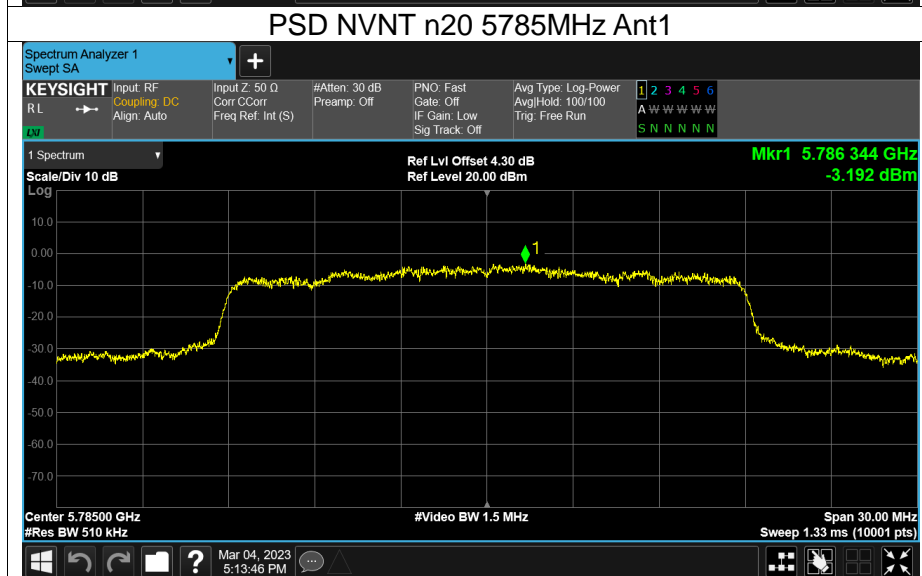 PSD NVNT n20 5785MHz Ant1
Spectrum Analyzer 1
Swept SA
+
KEYSIGHT Input: RF Input Z: 50 Ω #Atten: 30 dB PNO: Fast Avg Type: Log-Power 1 2 3 4 5 6
RL Coupling: DC Corr CCorr Preamp: Off Gate: Off Avg|Hold: 100/100 A W W W W W
Align: Auto Freq Ref: Int (S) IF Gain: Low Trig: Free Run
LXI Sig Track: Off S N N N N N
1 Spectrum Ref Lvl Offset 4.30 dB Mkr1 5.786 344 GHz
Scale/Div 10 dB Ref Level 20.00 dBm -3.192 dBm
Log
10.0
0.00
1
-10.0
-20.0
-30.0
-40.0
-50.0
-60.0
-70.0
Center 5.78500 GHz #Video BW 1.5 MHz Span 30.00 MHz
#Res BW 510 kHz Sweep 1.33 ms (10001 pts)
? Mar 04, 2023
5:13:46 PM